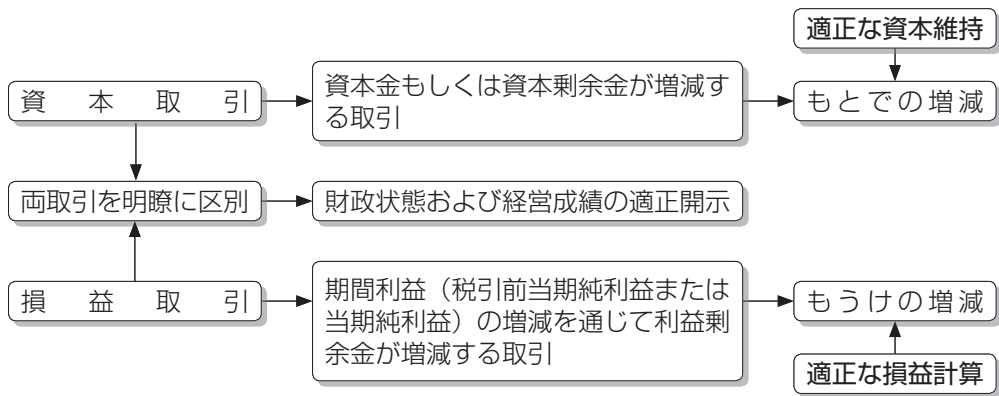 適正な資本維持
資本取引
資本金もしくは資本剰余金が増減す
る取引
もとでの増減
両取引を明瞭に区別
財政状態および経営成績の適正開示
損益取引
期間利益（税引前当期純利益または
当期純利益）の増減を通じて利益剰
余金が増減する取引
もうけの増減
適正な損益計算